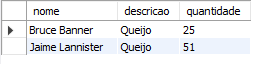 nome descricao quantidade
Bruce Banner Queijo 25
Jaime Lannister Queijo 51